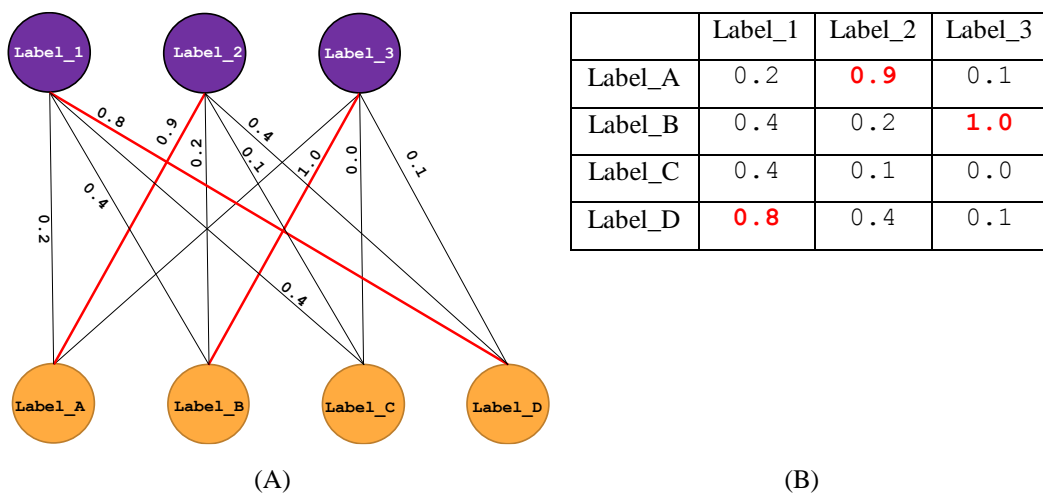 Label_1 Label_2 Label_3
0.8
0.9
0.2
0.4
0.1
1.0
0.0
0.1
0.4
0.2
0.4
Label_A Label_B Label_C Label_D
(A)
Label_1 Label_2 Label_3
Label_A 0.2 0.9 0.1
Label_B 0.4 0.2 1.0
Label_C 0.4 0.1 0.0
Label_D 0.8 0.4 0.1
(B)